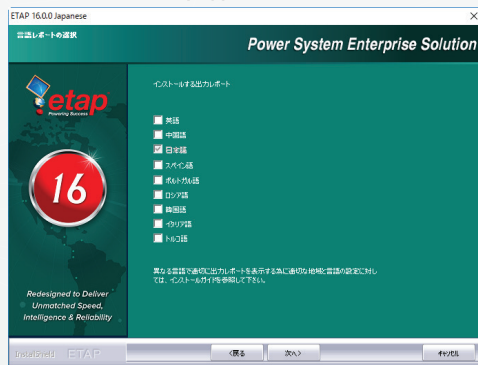 ETAP 16.0.0 Japanese
言語レポートの選択
Power System Enterprise Solution
etap
Powering Success
インストールする出力レポート
英語
中国語
日本語
スペイン語
ポルトガル語
ロシア語
韓国語
イタリア語
トルコ語
16
異なる言語で適切に出力レポートを表示する為に適切な地域と言語の設定に対し
ては、インストールガイドを参照して下さい。
Redesigned to Deliver
Unmatched Speed,
Intelligence & Reliability
InstallShield ETAP
<戻る 次へ> キャンセル